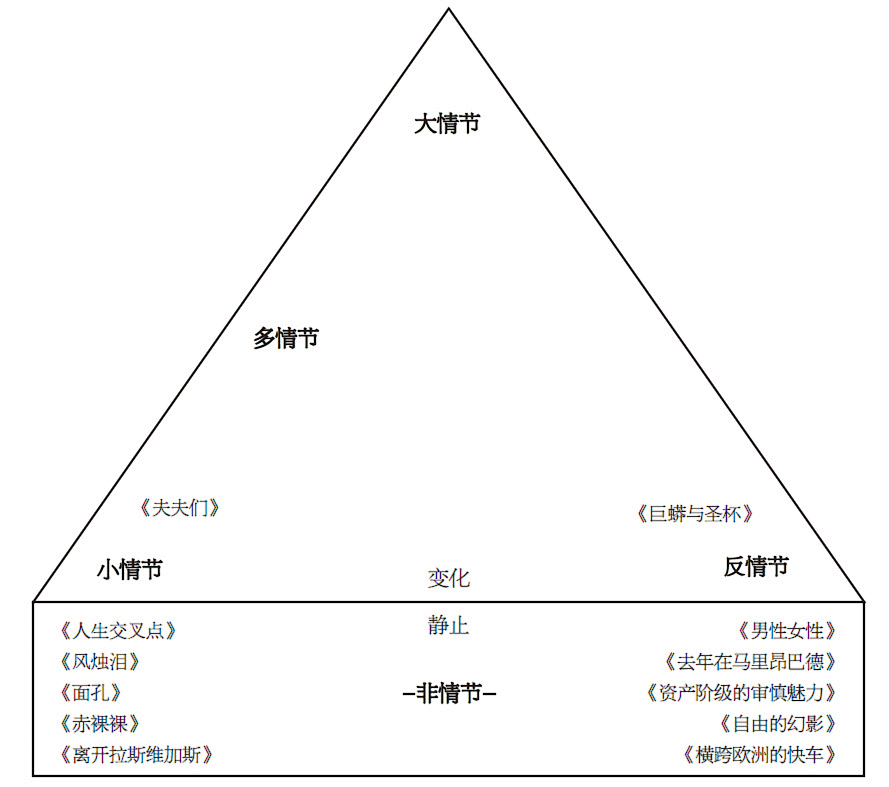 大情节
多情节
《夫夫们》
《巨蟒与圣杯》
小情节
变化
反情节
《人生交叉点》
静止
《男性女性》
《风烛泪》
《去年在马里昂巴德》
《面孔》
–非情节–
《资产阶级的审慎魅力》
《赤裸裸》
《自由的幻影》
《离开拉斯维加斯》
《横跨欧洲的快车》